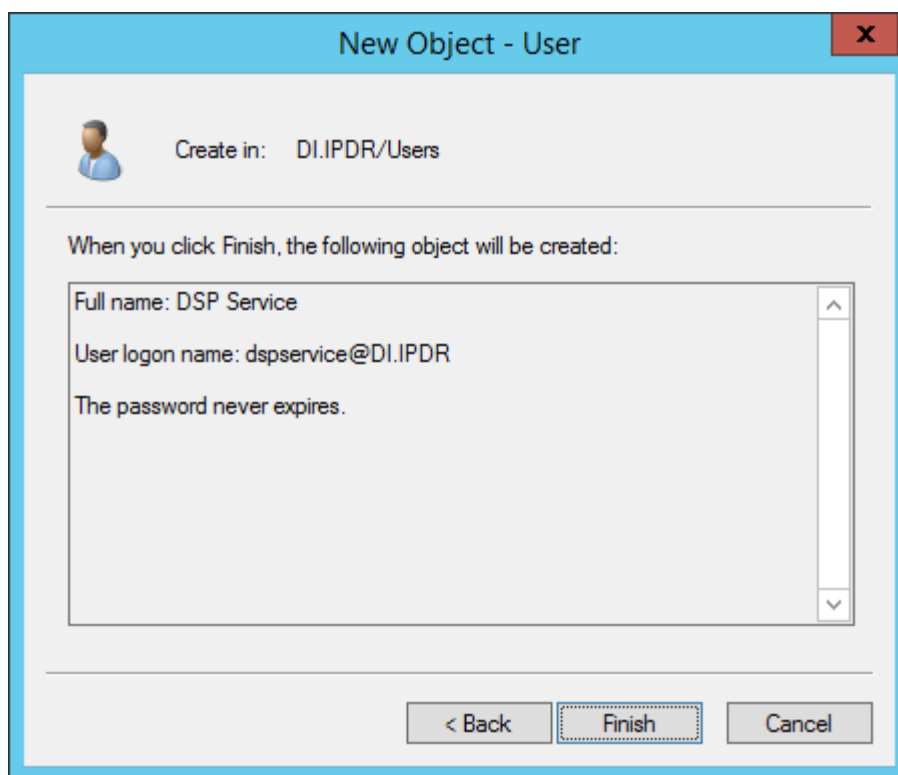 New Object - User
x
Create in: DI.IPDR/Users
When you click Finish, the following object will be created:
Full name: DSP Service
User logon name: dspservice@DI.IPDR
The password never expires.
< Back Finish Cancel